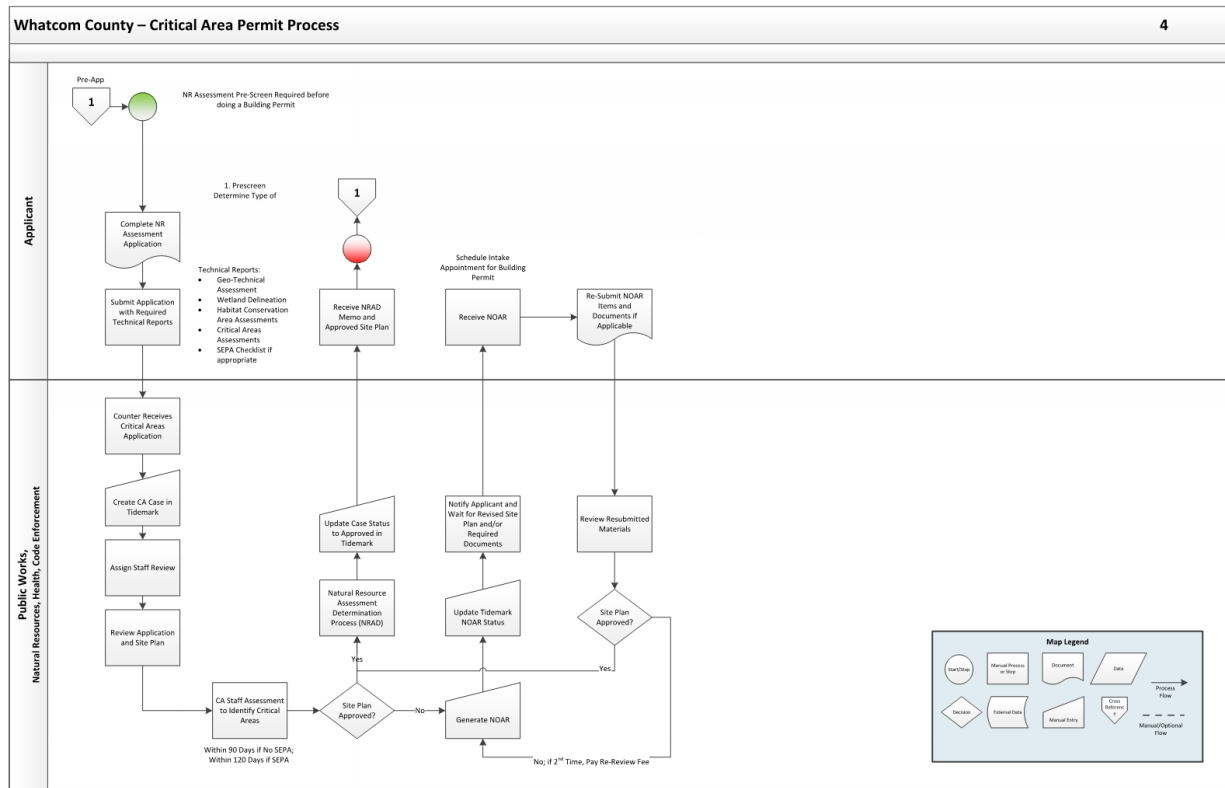 Whatcom County – Critical Area Permit Process
4
Applicant
Pre-App
1
NR Assessment Pre-Screen Required before
doing a Building Permit
1. Prescreen
Determine Type of
1
Complete NR
Assessment
Application
Technical Reports:
• Geo-Technical
Assessment
• Wetland Delineation
• Habitat Conservation
Area Assessments
• Critical Areas
Assessments
• SEPA Checklist if
appropriate
Submit Application
with Required
Technical Reports
Receive NRAD
Memo and
Approved Site Plan
Schedule Intake
Appointment for Building
Permit
Receive NOAR
Re-Submit NOAR
Items and
Documents if
Applicable
Public Works,
Natural Resources, Health, Code Enforcement
Counter Receives
Critical Areas
Application
Create CA Case in
Tidemark
Assign Staff Review
Review Application
and Site Plan
CA Staff Assessment
to Identify Critical
Areas
Within 90 Days if No SEPA;
Within 120 Days if SEPA
Site Plan
Approved?
Yes
No
Natural Resource
Assessment
Determination
Process (NRAD)
Update Case Status
to Approved in
Tidemark
Generate NOAR
Update Tidemark
NOAR Status
Notify Applicant and
Wait for Revised Site
Plan and/or
Required
Documents
Review Resubmitted
Materials
Site Plan
Approved?
Yes
No; if 2nd Time, Pay Re-Review Fee
Map Legend
Start/Stop
Manual Process
or Step
Document
Data
Process
Flow
Decision
External Data
Manual Entry
Cross
Referenc
e
Manual/Optional
Flow